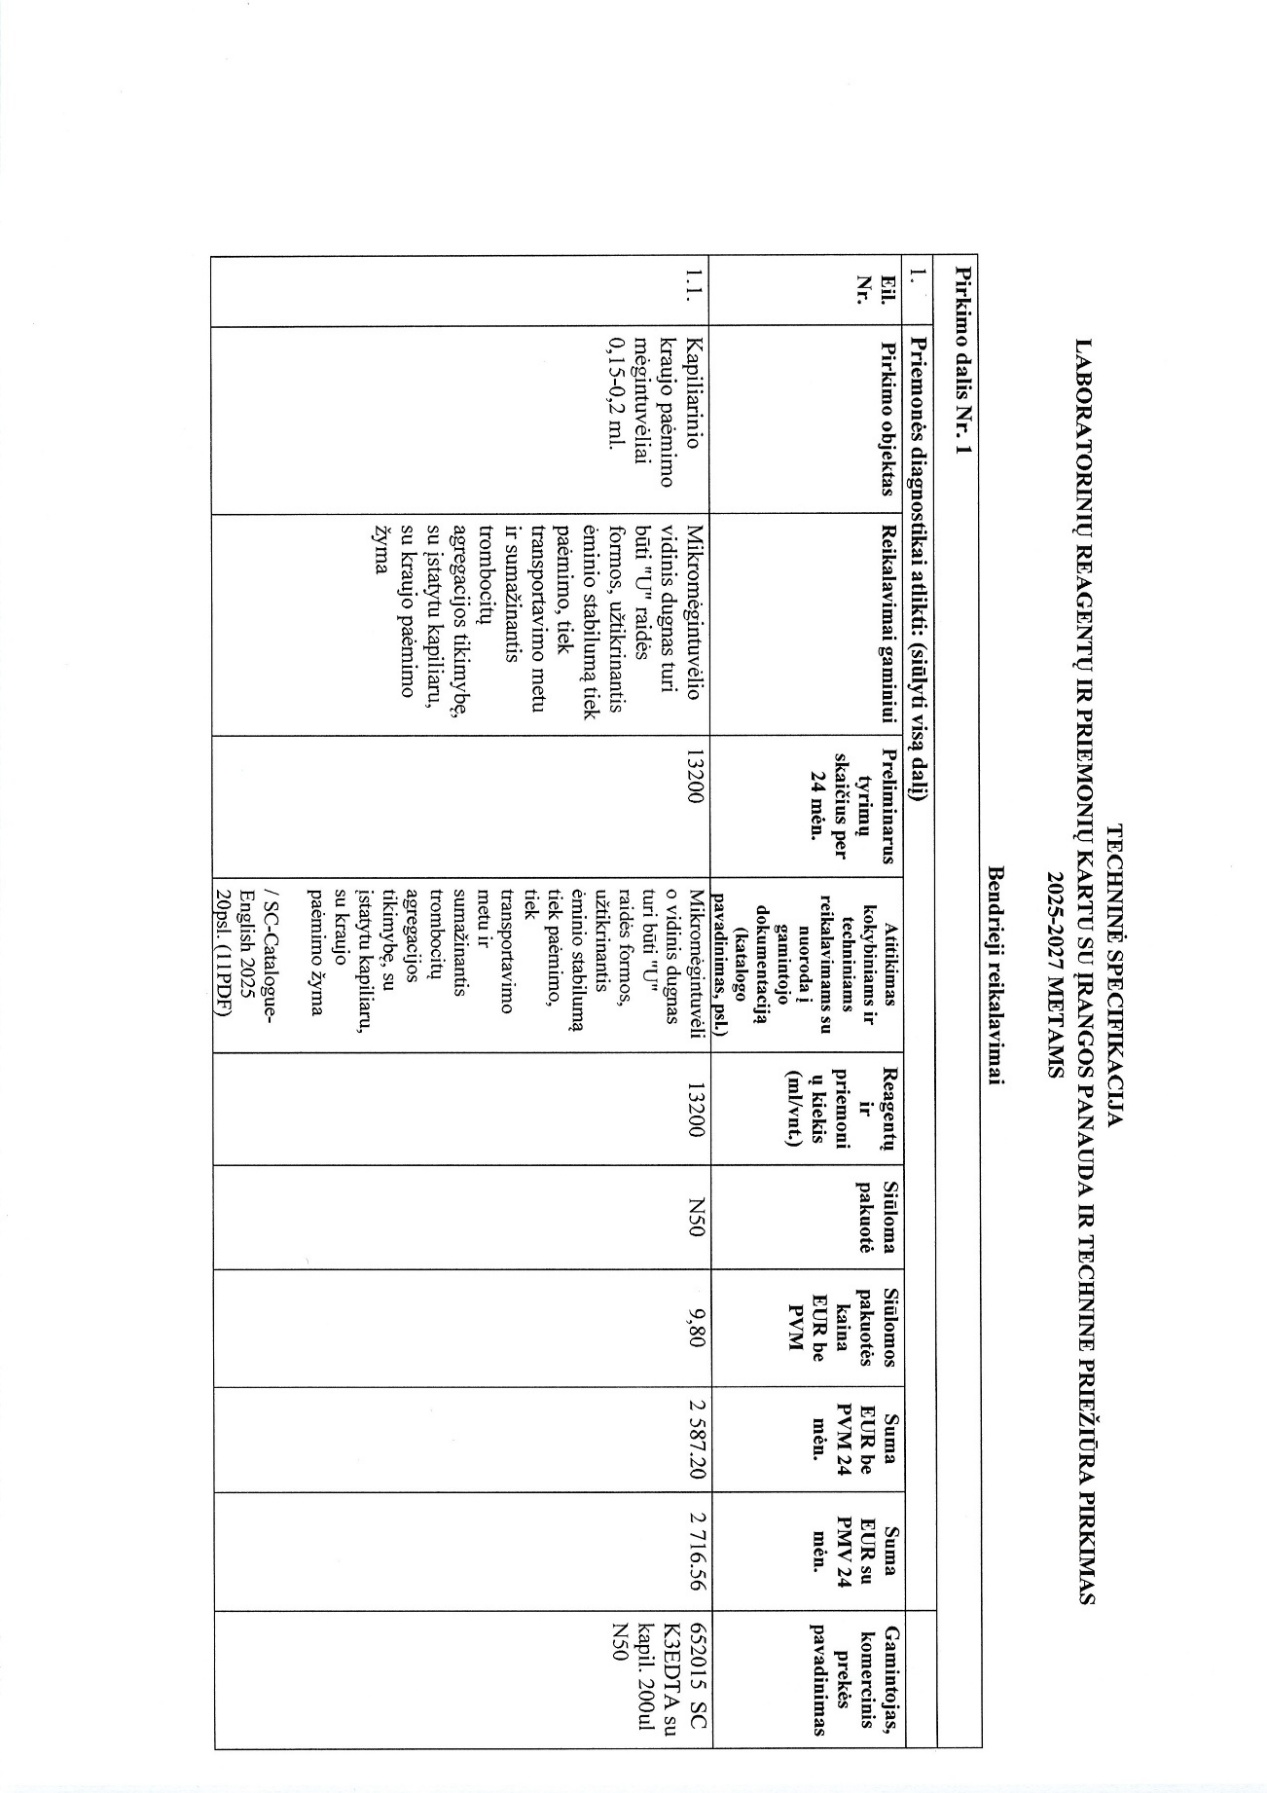 TECHNINĖ SPECIFIKACIJA
LABORATORINIŲ REAGENTŲ IR PRIEMONIŲ KARTU SU ĮRANGOS PANAUDA IR TECHNINE PRIEŽIŪRA PIRKIMAS
2025-2027 METAMS
Bendrieji reikalavimai
Pirkimo dalis Nr. 1
1. Priemonės diagnostikai atlikti: (siūlyti visą dalį)
Eil.
Nr.
Pirkimo objektas
Reikalavimai gaminiui
Preliminarus
tyrimų
skaičius per
24 mėn.
Atitikimas
kokybiniams ir
techniniams
reikalavimams su
nuoroda į
gamintojo
dokumentaciją
(katalogo
pavadinimas, psl.)
Reagentų
ir
priemoni
ų kiekis
(ml/vnt.)
Siūloma
pakuotė
Siūlomos
pakuotės
kaina
EUR be
PVM
Suma
EUR be
PVM 24
mėn.
Suma
EUR su
PMV 24
mėn.
Gamintojas,
komercinis
prekės
pavadinimas
1.1.
Kapiliarinio
kraujo paėmimo
mėgintuvėliai
0,15-0,2 ml.
Mikromėgintuvėlio
vidinis dugnas turi
būti "U" raidės
formos, užtikrinantis
ėminio stabilumą tiek
paėmimo, tiek
transportavimo metu
ir sumažinantis
trombocitų
agregacijos tikimybę,
su įstatytu kapiliaru,
su kraujo paėmimo
žyma
13200
Mikromėgintuvėli
o vidinis dugnas
turi būti "U"
raidės formos,
užtikrinantis
ėminio stabilumą
tiek paėmimo,
tiek
transportavimo
metu ir
sumažinantis
trombocitų
agregacijos
tikimybę, su
įstatytu kapiliaru,
su kraujo
paėmimo žyma
/ SC-Catalogue-
English 2025
20psl. (11PDF)
13200
N50
9,80
2 587.20
2 716.56
652015 SC
K3EDTA su
kapil. 200ul
N50